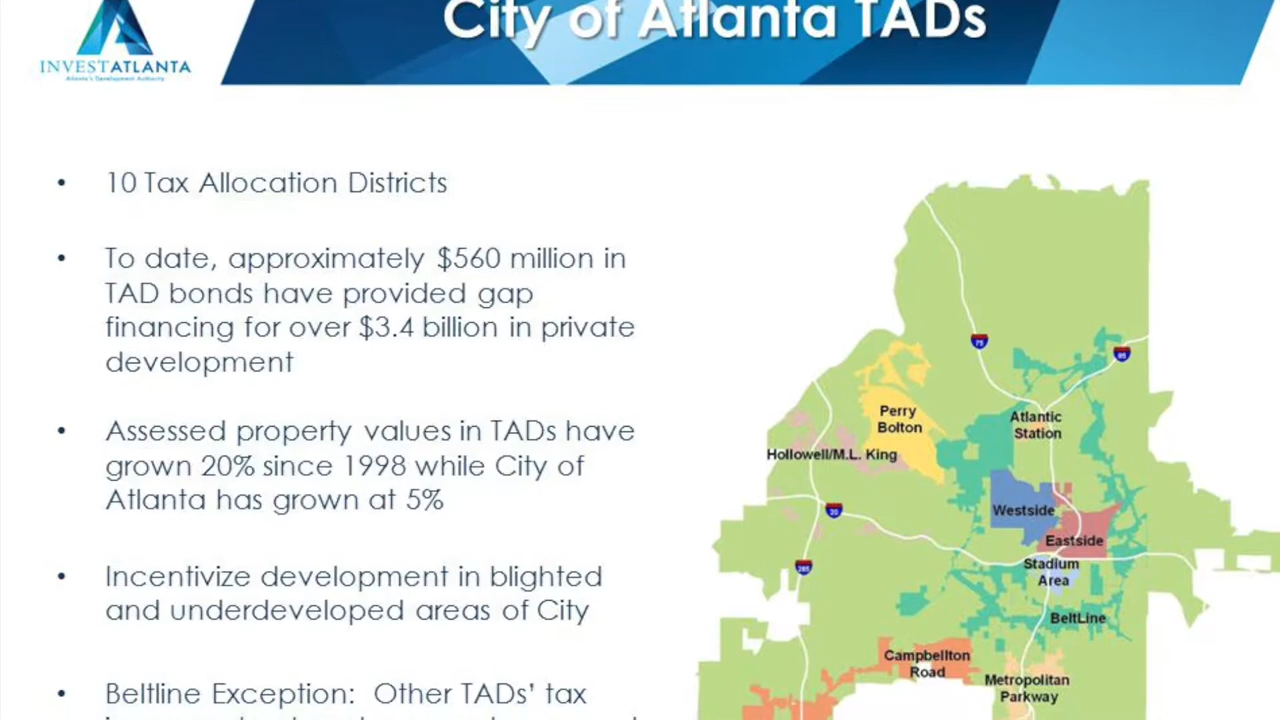 City of Atlanta TADs
INVESTATLANTA
Atlanta's Development Authority
• 10 Tax Allocation Districts
• To date, approximately $560 million in
TAD bonds have provided gap
financing for over $3.4 billion in private
development
• Assessed property values in TADs have
grown 20% since 1998 while City of
Atlanta has grown at 5%
• Incentivize development in blighted
and underdeveloped areas of City
• Beltline Exception: Other TADs' tax
75
85
Perry
Bolton
Atlantic
Station
Hollowell/M.L. King
20
Westside
Eastside
285
Stadium
Area
BeltLine
Campbellton
Road
Metropolitan
Parkway